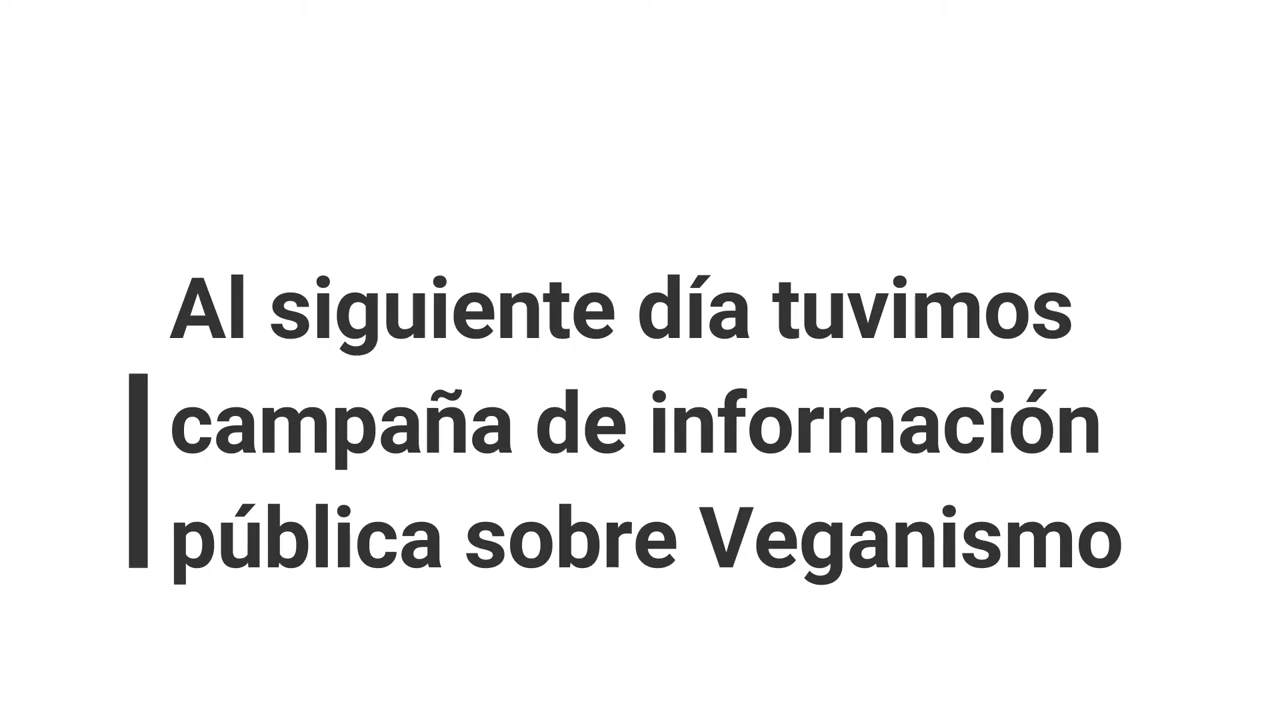 Al siguiente día tuvimos
campaña de información
pública sobre Veganismo